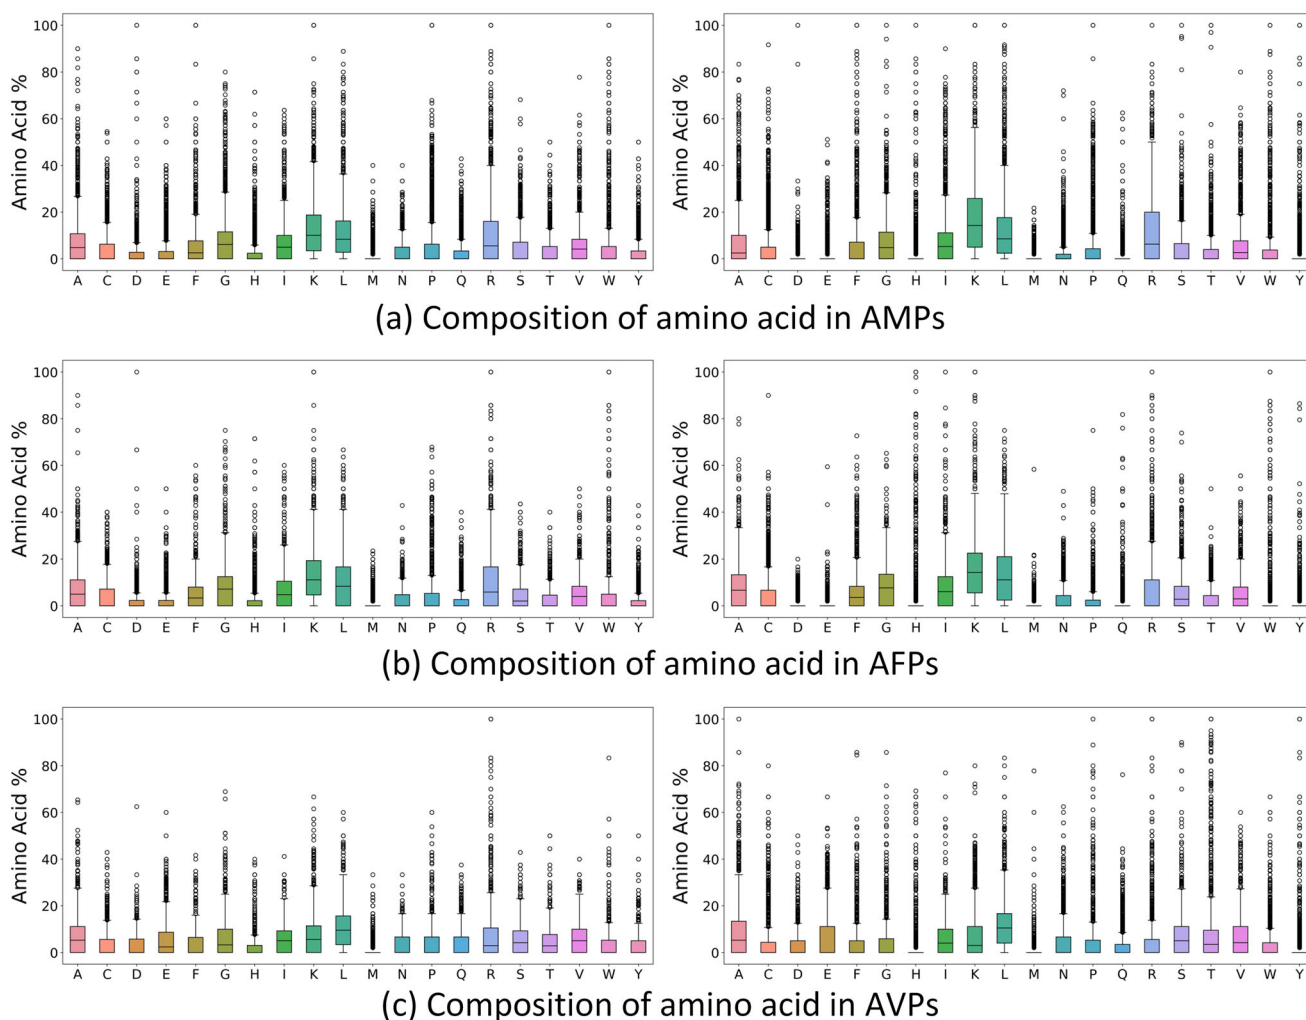 Amino Acid %
100
80
60
40
20
0
A C D E F G H I K L M N P Q R S T V W Y
Amino Acid %
100
80
60
40
20
0
A C D E F G H I K L M N P Q R S T V W Y
(a) Composition of amino acid in AMPs
Amino Acid %
100
80
60
40
20
0
A C D E F G H I K L M N P Q R S T V W Y
Amino Acid %
100
80
60
40
20
0
A C D E F G H I K L M N P Q R S T V W Y
(b) Composition of amino acid in AFPs
Amino Acid %
100
80
60
40
20
0
A C D E F G H I K L M N P Q R S T V W Y
Amino Acid %
100
80
60
40
20
0
A C D E F G H I K L M N P Q R S T V W Y
(c) Composition of amino acid in AVPs